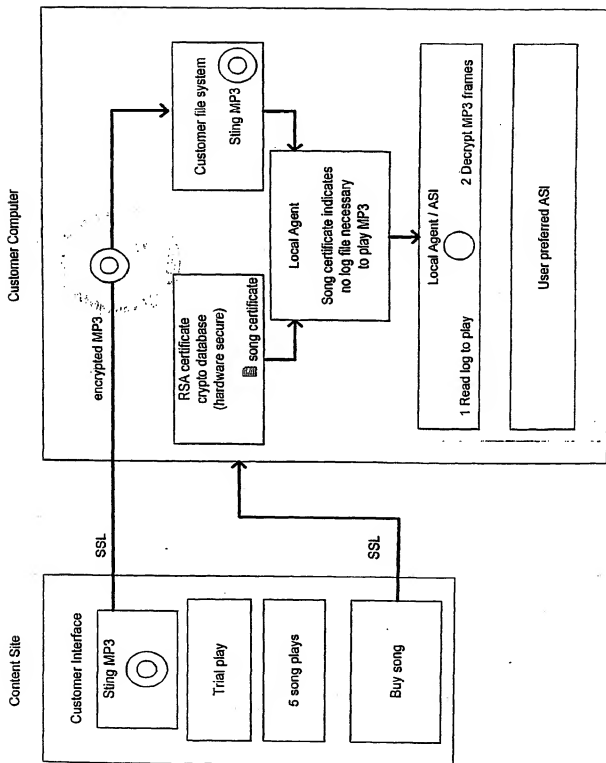 Content Site
Customer Interface
Sting MP3
Trial play
5 song plays
Buy song
SSL
SSL
Customer Computer
encrypted MP3
Customer file system
Sting MP3
RSA certificate
crypto database
(hardware secure)
song certificate
Local Agent
Song certificate indicates
no log file necessary
to play MP3
Local Agent / ASI
1 Read log to play
2 Decrypt MP3 frames
User preferred ASI